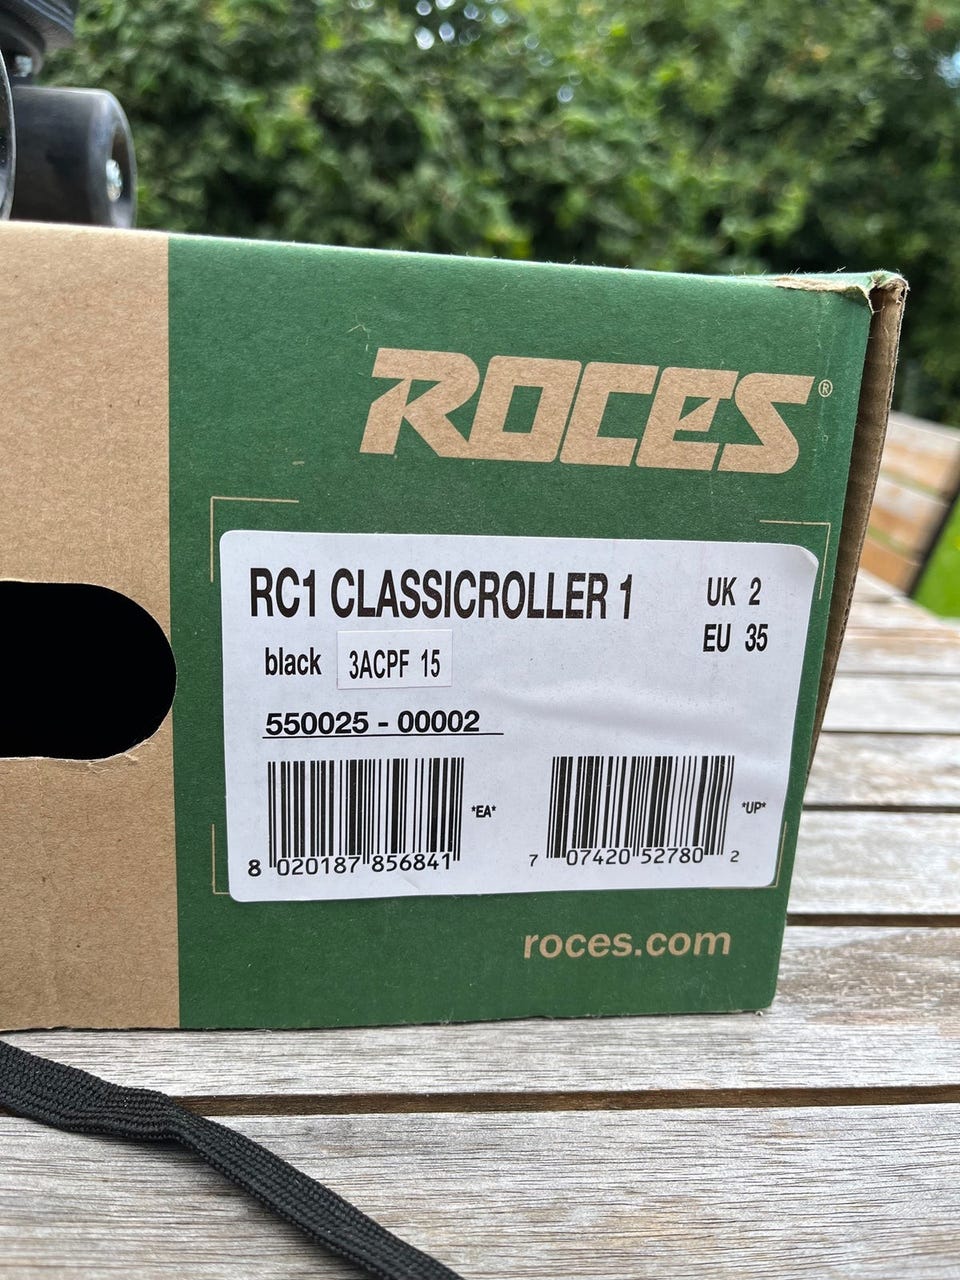 ROCES®
RC1 CLASSICROLLER 1
UK 2
EU 35
black 3ACPF 15
550025 - 00002
*EA*
*UP*
8 020187 856841
7 07420 52780 2
roces.com